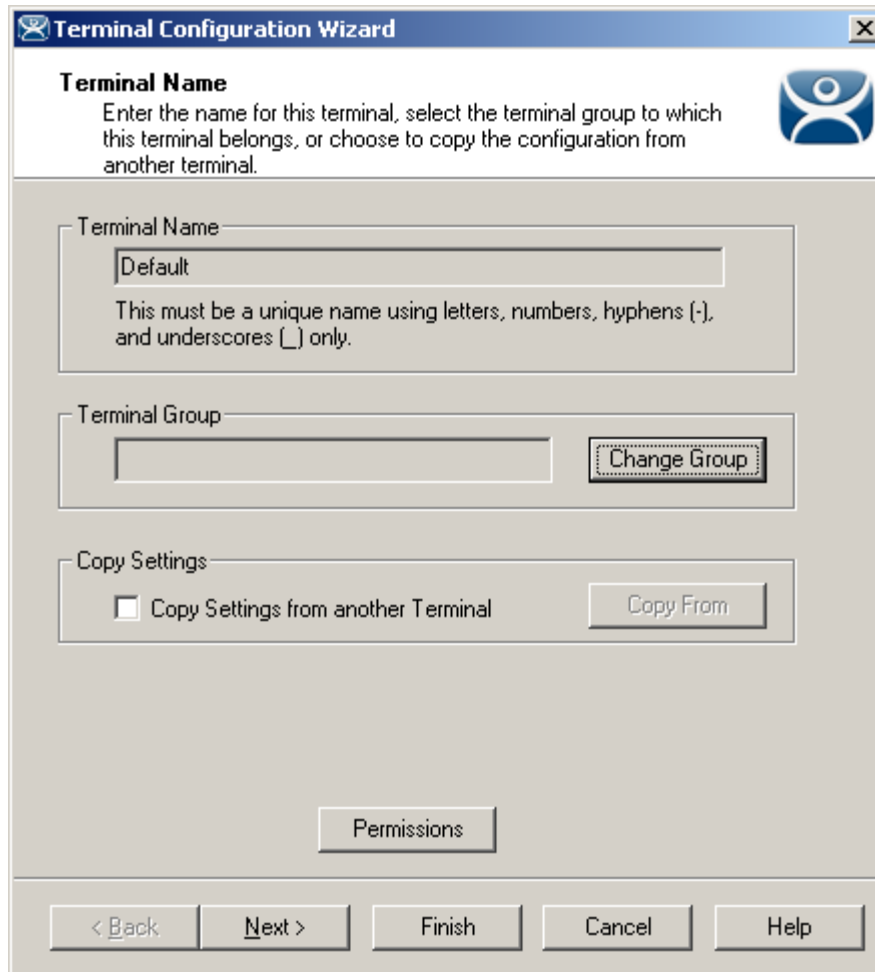 Terminal Configuration Wizard
Terminal Name
Enter the name for this terminal, select the terminal group to which
this terminal belongs, or choose to copy the configuration from
another terminal.
Terminal Name
Default
This must be a unique name using letters, numbers, hyphens (-),
and underscores (_) only.
Terminal Group
Change Group
Copy Settings
Copy Settings from another Terminal
Copy From
Permissions
< Back
Next >
Finish
Cancel
Help